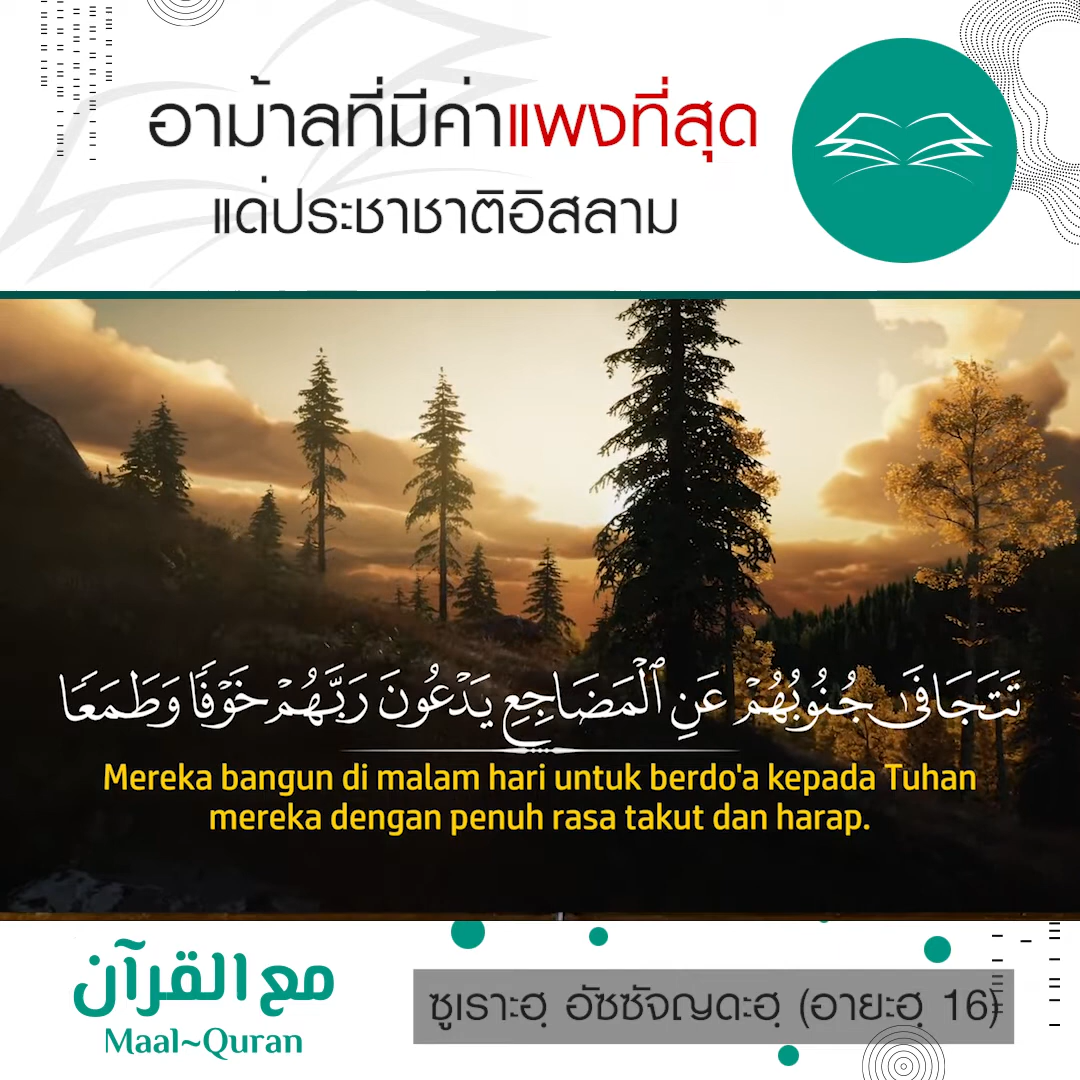 อาม้าลที่มีค่าแพงที่สุด
แด่ประชาชาติอิสลาม
تَتَجَافَىٰ جُنُوبُهُمْ عَنِ ٱلْمَضَاجِعِ يَدْعُونَ رَبَّهُمْ خَوْفًا وَطَمَعًا
Mereka bangun di malam hari untuk berdo'a kepada Tuhan
mereka dengan penuh rasa takut dan harap.
مع القرآن
Maal~Quran
ซูเราะฮฺ อัซซัจญดะฮฺ (อายะฮฺ 16)